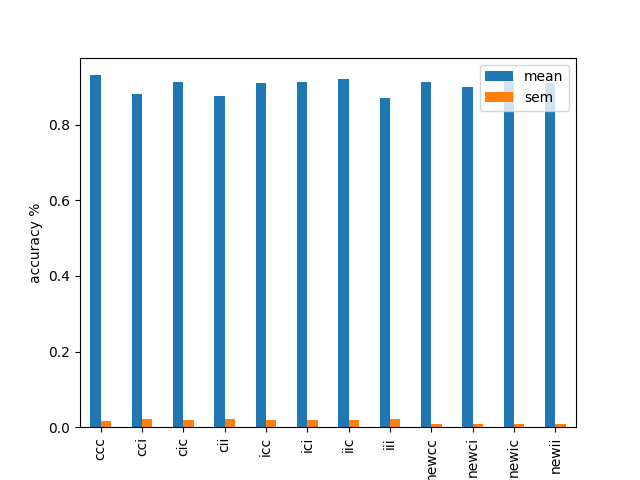 mean
sem
accuracy %
0.8
0.6
0.4
0.2
0.0
ccc
cci
cic
cii
icc
ici
iic
iii
newcc
newci
newic
newii